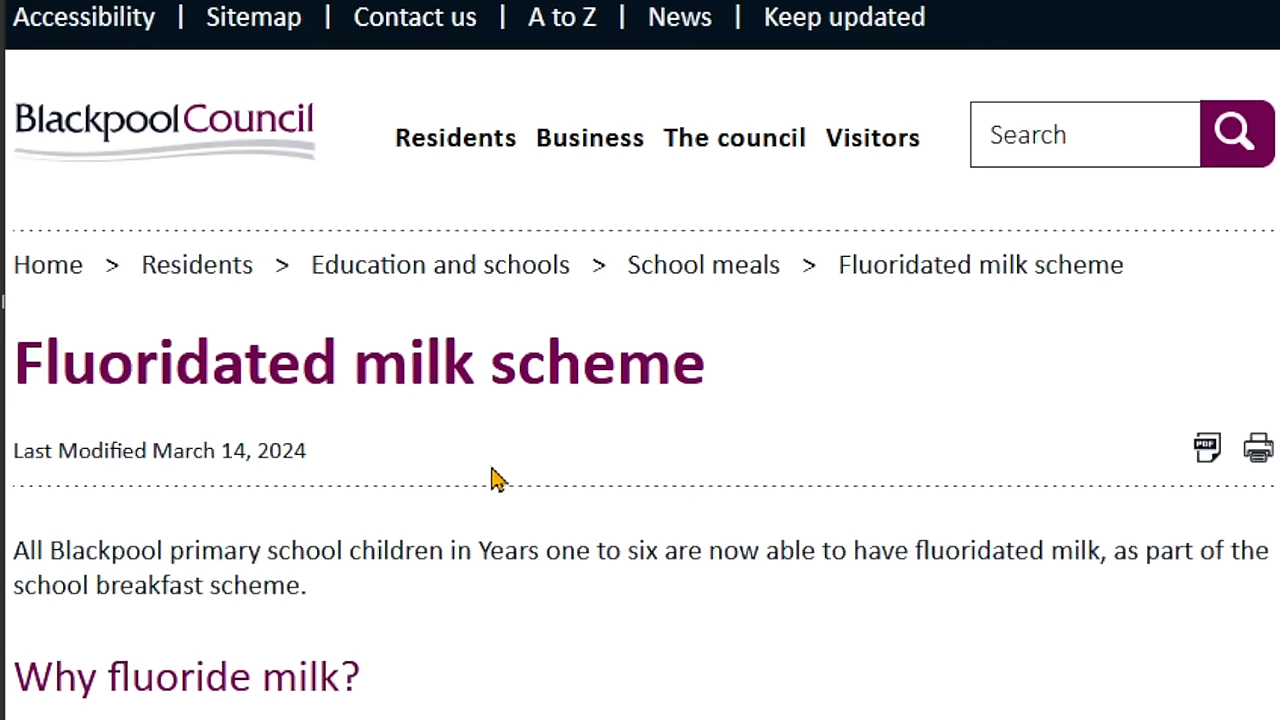 Accessibility | Sitemap | Contact us | A to Z | News | Keep updated
BlackpoolCouncil
Residents Business The council Visitors
Search
Home > Residents > Education and schools > School meals > Fluoridated milk scheme
Fluoridated milk scheme
Last Modified March 14, 2024
PDF
All Blackpool primary school children in Years one to six are now able to have fluoridated milk, as part of the
school breakfast scheme.
Why fluoride milk?